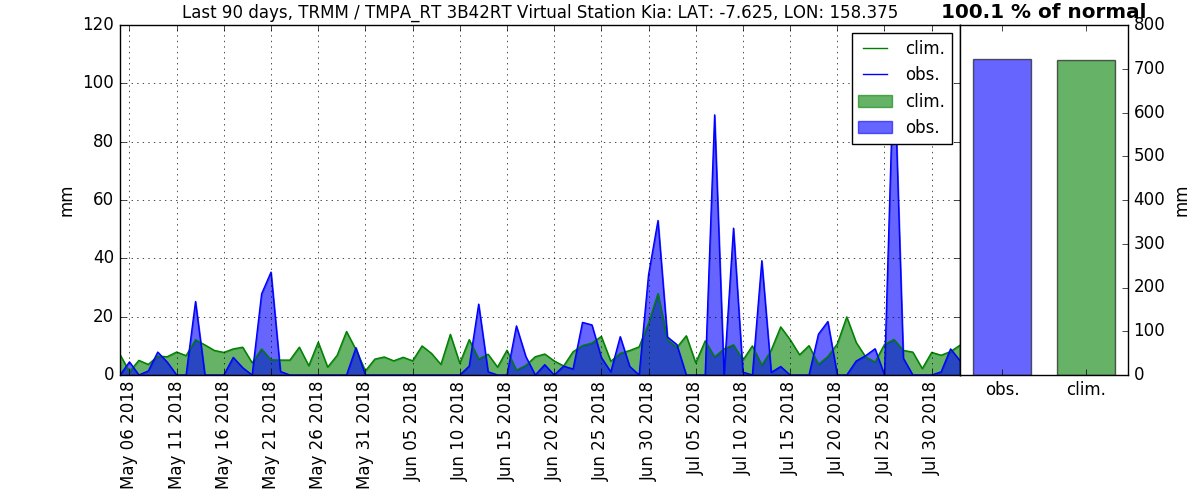 Last 90 days, TRMM / TMPA_RT 3B42RT Virtual Station Kia: LAT: -7.625, LON: 158.375
100.1 % of normal
120
100
80
60
40
20
0
mm
clim.
obs.
clim.
obs.
May 06 2018
May 11 2018
May 16 2018
May 21 2018
May 26 2018
May 31 2018
Jun 05 2018
Jun 10 2018
Jun 15 2018
Jun 20 2018
Jun 25 2018
Jun 30 2018
Jul 05 2018
Jul 10 2018
Jul 15 2018
Jul 20 2018
Jul 25 2018
Jul 30 2018
800
700
600
500
400
300
200
100
0
mm
obs.
clim.